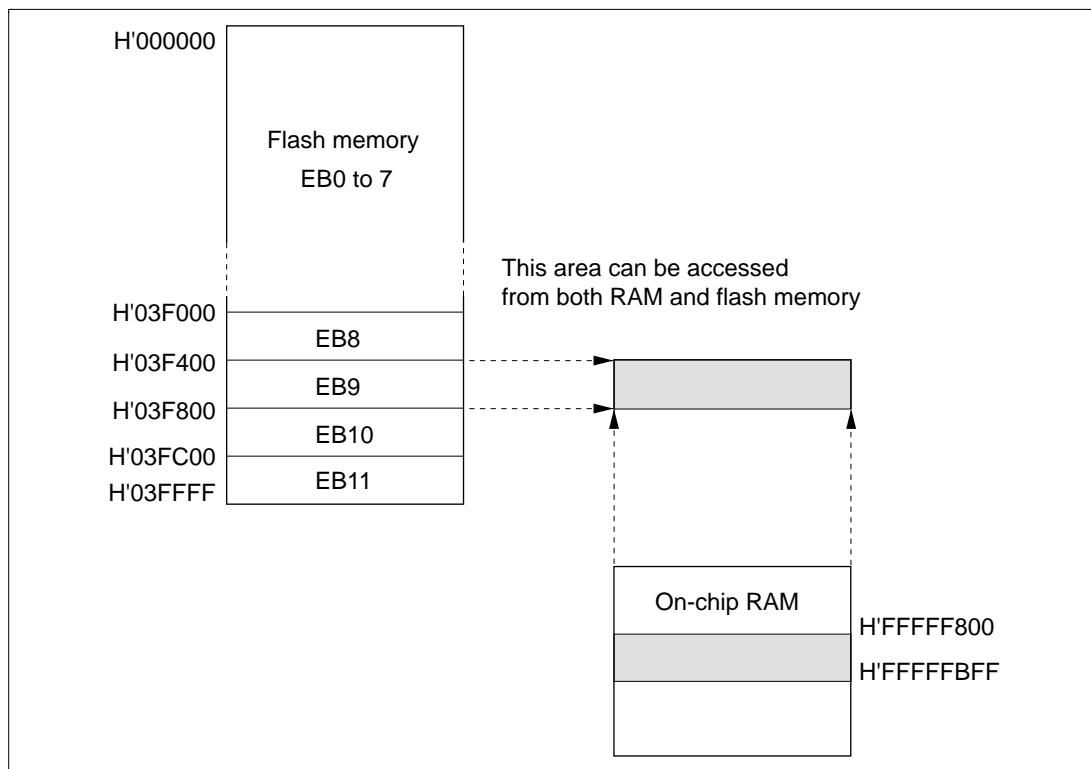 H'000000
Flash memory
EB0 to 7
This area can be accessed
from both RAM and flash memory
H'03F000
EB8
H'03F400
EB9
H'03F800
EB10
H'03FC00
EB11
H'03FFFF
On-chip RAM
H'FFFFF800
H'FFFFFBFF